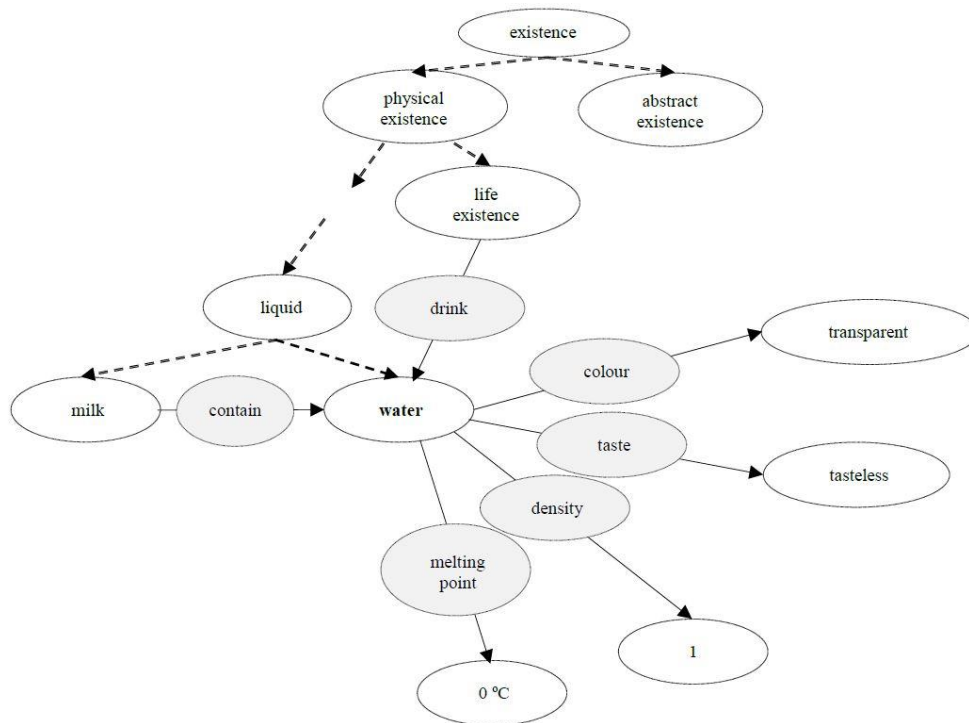 existence
physical
existence
abstract
existence
life
existence
liquid
drink
transparent
colour
milk
contain
water
taste
tasteless
density
melting
point
1
0 ºC